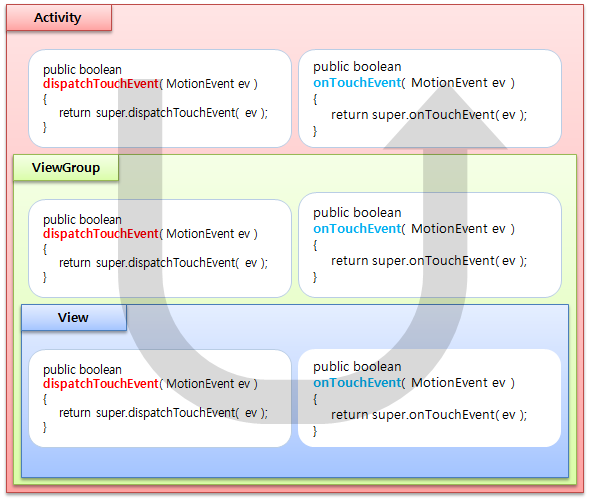 Activity
public boolean
dispatchTouchEvent( MotionEvent ev )
{
return super.dispatchTouchEvent( ev );
}
public boolean
onTouchEvent( MotionEvent ev )
{
return super.onTouchEvent( ev );
}
ViewGroup
public boolean
dispatchTouchEvent( MotionEvent ev )
{
return super.dispatchTouchEvent( ev );
}
public boolean
onTouchEvent( MotionEvent ev )
{
return super.onTouchEvent( ev );
}
View
public boolean
dispatchTouchEvent( MotionEvent ev )
{
return super.dispatchTouchEvent( ev );
}
public boolean
onTouchEvent( MotionEvent ev )
{
return super.onTouchEvent( ev );
}